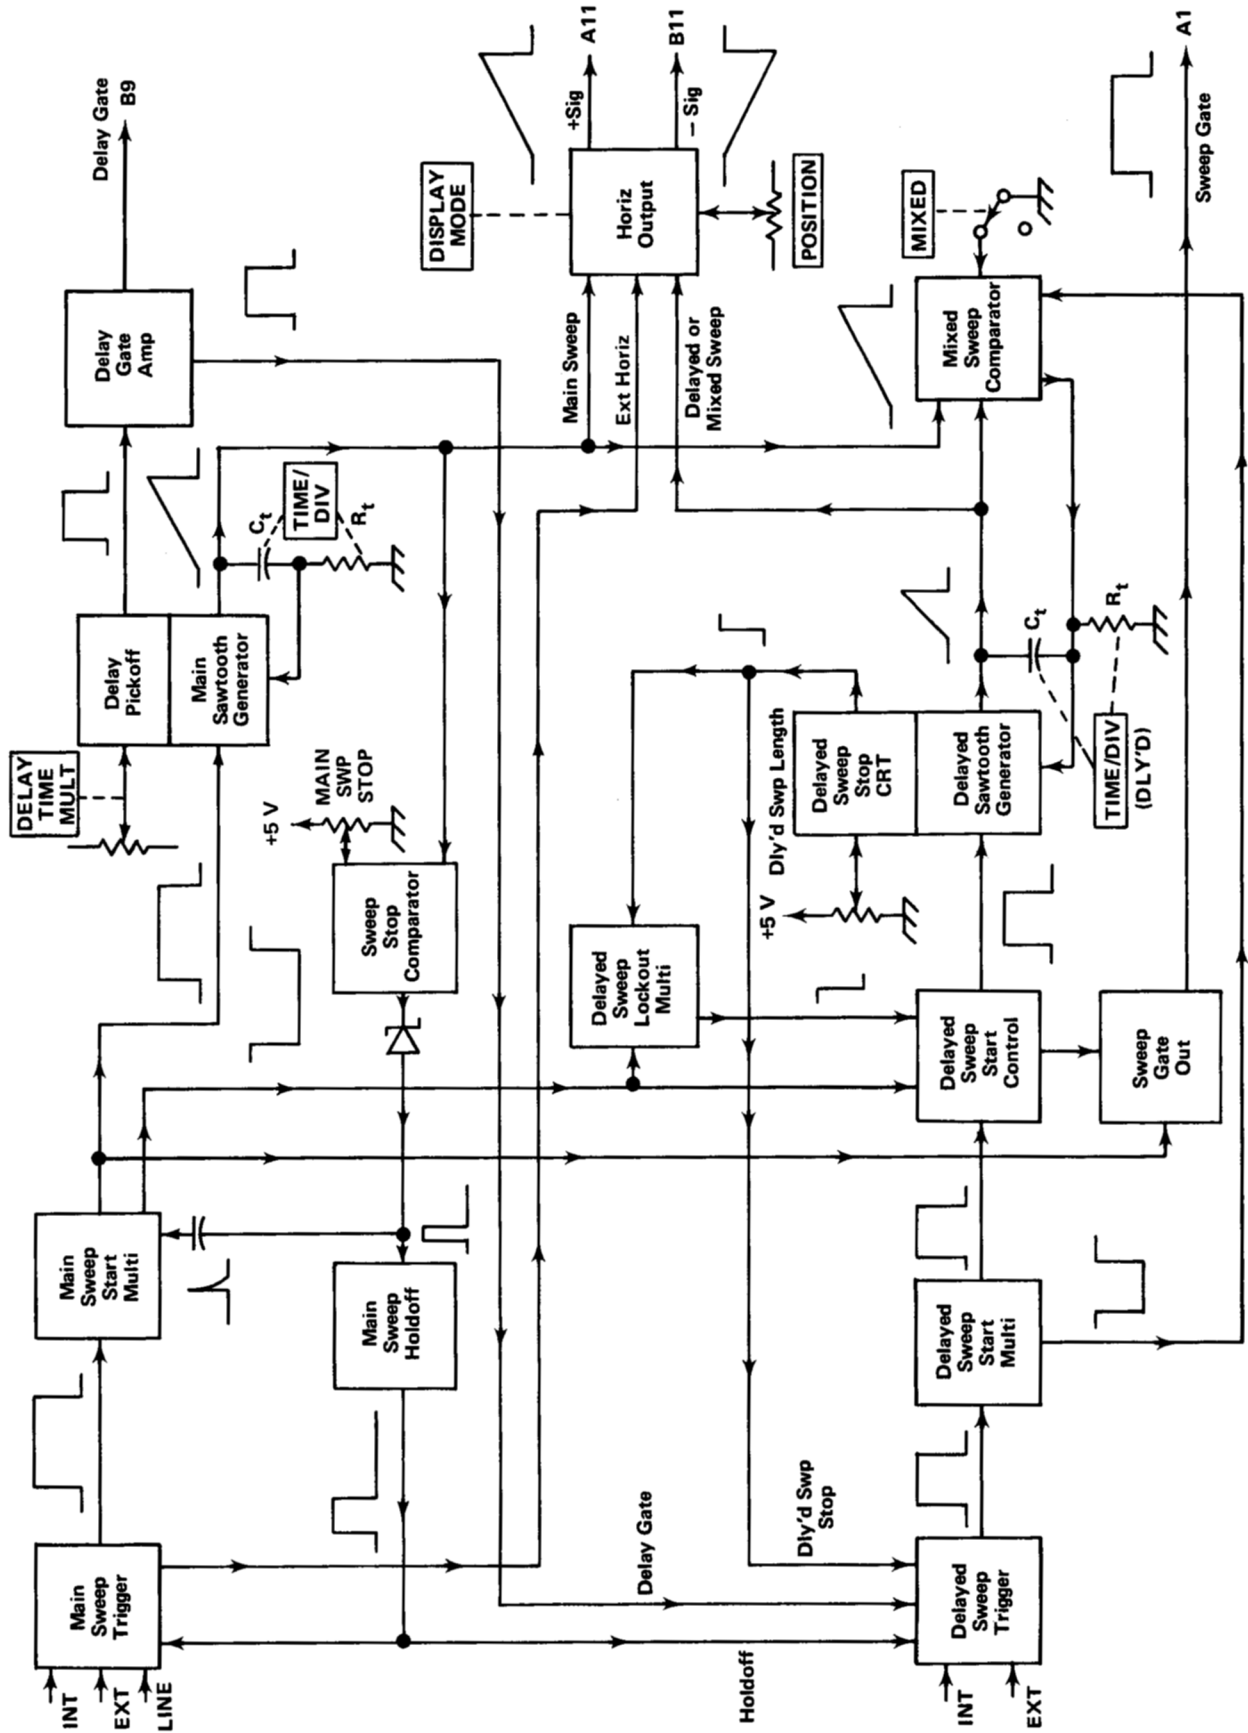 INT
EXT
LINE
Main
Sweep
Trigger
Main
Sweep
Start
Multi
DELAY
TIME
MULT
Delay
Pickoff
Main
Sawtooth
Generator
Delay
Gate
Amp
Delay Gate
B9
Ct
TIME/
DIV
Rt
+5 V
MAIN
SWP
STOP
Sweep
Stop
Comparator
Main
Sweep
Holdoff
DISPLAY
MODE
Main Sweep
Ext Horiz
Delayed or
Mixed Sweep
Horiz
Output
+Sig
A11
– Sig
B11
POSITION
Delayed
Sweep
Lockout
Multi
+5 V
Dly'd Swp Length
Delayed
Sweep
Stop
CRT
Delayed
Sawtooth
Generator
Ct
Rt
TIME/DIV
(DLY'D)
MIXED
Mixed
Sweep
Comparator
Holdoff
Delay Gate
Dly'd Swp
Stop
INT
EXT
Delayed
Sweep
Trigger
Delayed
Sweep
Start
Multi
Delayed
Sweep
Start
Control
Sweep
Gate
Out
Sweep Gate
A1